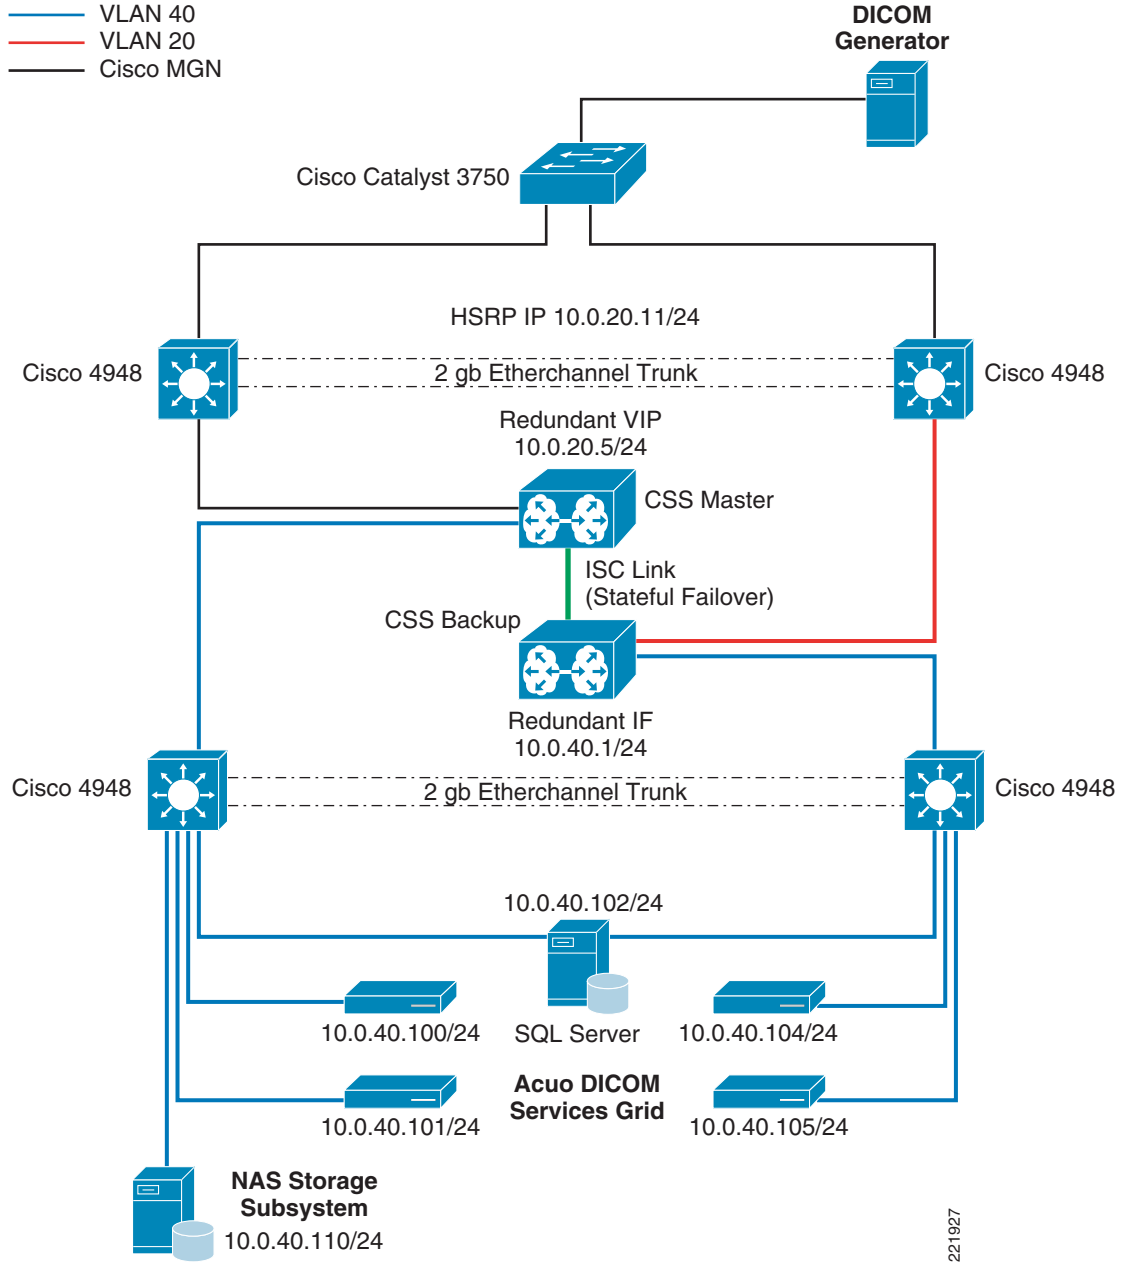 VLAN 40
VLAN 20
Cisco MGN
DICOM
Generator
Cisco Catalyst 3750
HSRP IP 10.0.20.11/24
Cisco 4948
2 gb Etherchannel Trunk
Cisco 4948
Redundant VIP
10.0.20.5/24
CSS Master
ISC Link
(Stateful Failover)
CSS Backup
Redundant IF
10.0.40.1/24
Cisco 4948
2 gb Etherchannel Trunk
Cisco 4948
10.0.40.102/24
10.0.40.100/24
SQL Server
10.0.40.104/24
Acuo DICOM
Services Grid
10.0.40.101/24
10.0.40.105/24
NAS Storage
Subsystem
10.0.40.110/24
221927